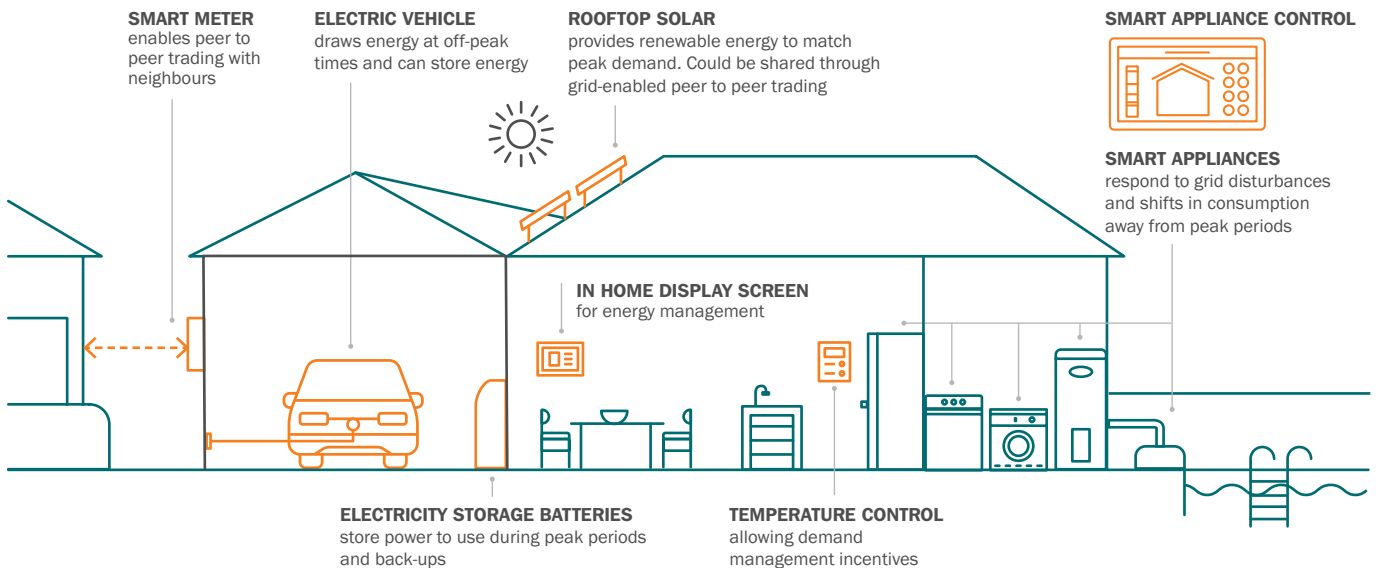 SMART METER
enables peer to
peer trading with
neighbours
ELECTRIC VEHICLE
draws energy at off-peak
times and can store energy
ROOFTOP SOLAR
provides renewable energy to match
peak demand. Could be shared through
grid-enabled peer to peer trading
SMART APPLIANCE CONTROL
SMART APPLIANCES
respond to grid disturbances
and shifts in consumption
away from peak periods
IN HOME DISPLAY SCREEN
for energy management
ELECTRICITY STORAGE BATTERIES
store power to use during peak periods
and back-ups
TEMPERATURE CONTROL
allowing demand
management incentives